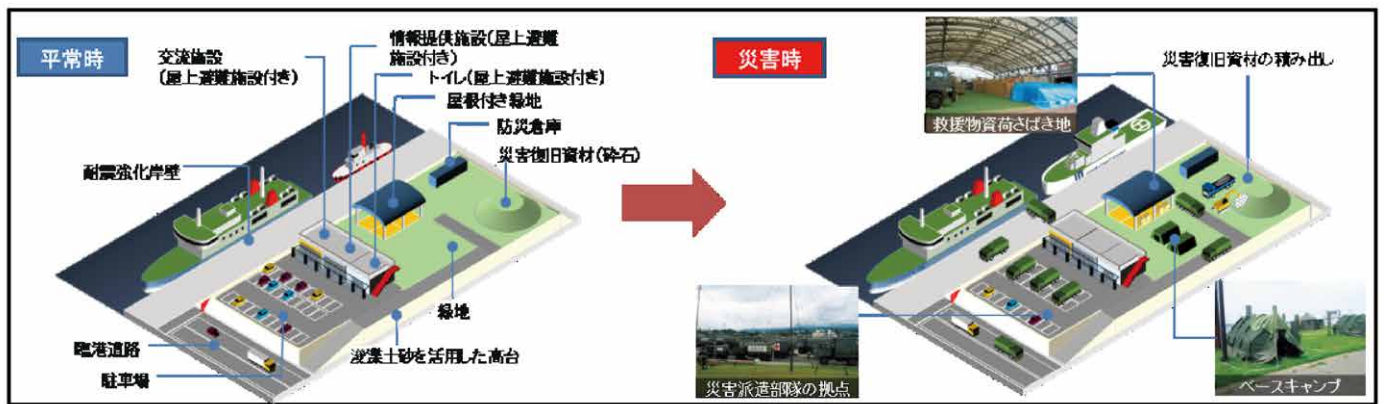 平常時
交流施設
(屋上避難施設付き)
情報提供施設(屋上避難
施設付き)
トイレ(屋上避難施設付き)
屋根付き緑地
防災倉庫
災害復旧資材(砕石)
耐震強化岸壁
緑地
浚渫土砂を活用した高台
臨港道路
駐車場
災害時
救援物資荷さばき地
災害復旧資材の積み出し
災害派遣部隊の拠点
ベースキャンプ